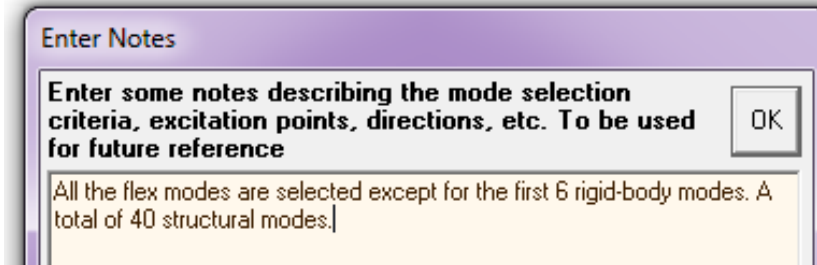 Enter Notes
Enter some notes describing the mode selection
criteria, excitation points, directions, etc. To be used
for future reference
OK
All the flex modes are selected except for the first 6 rigid-body modes. A
total of 40 structural modes.